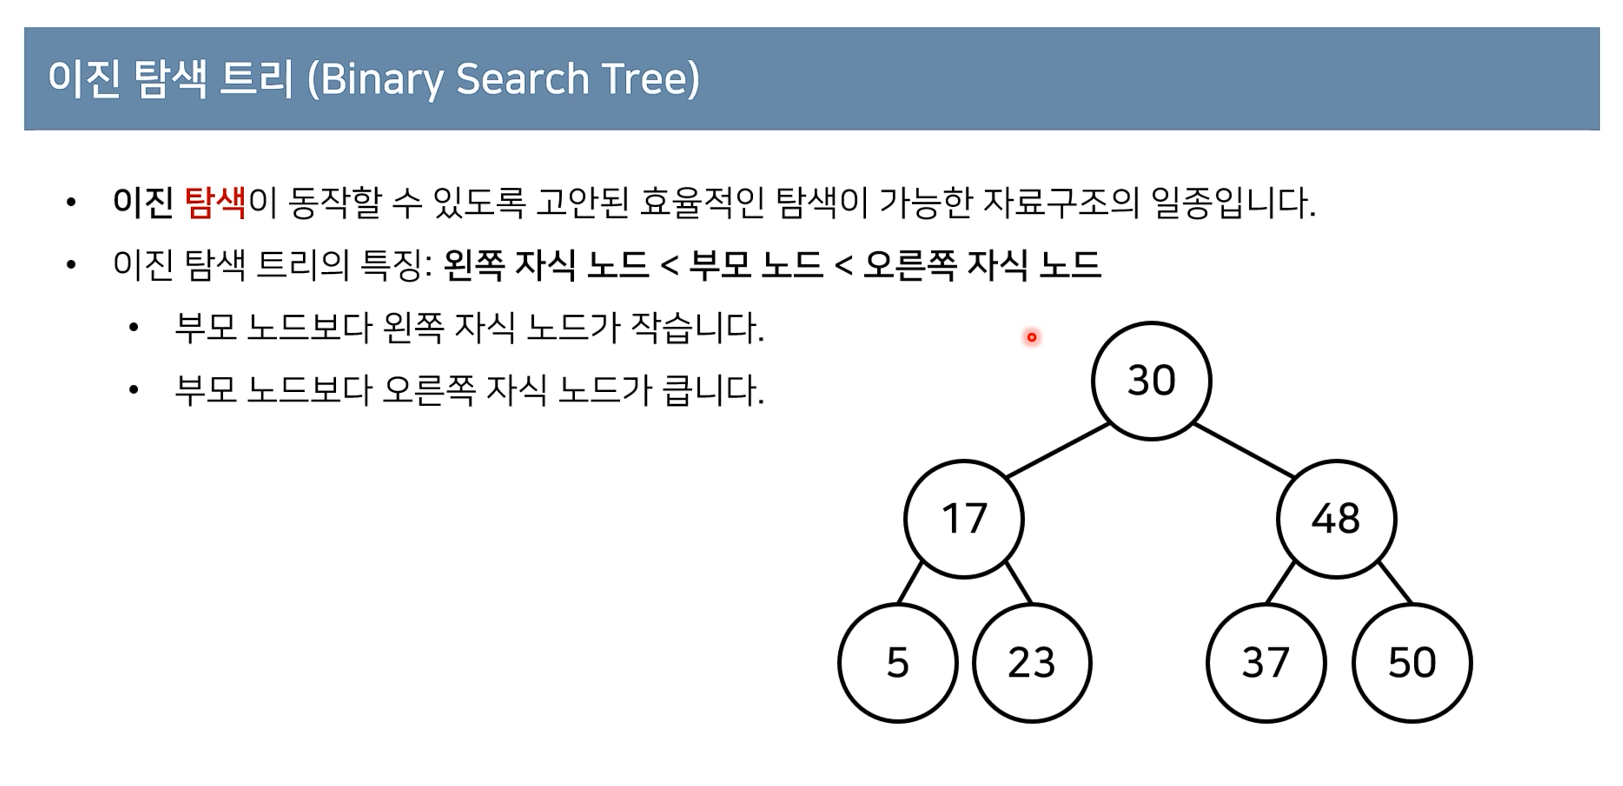 이진 탐색 트리 (Binary Search Tree)
• 이진 탐색이 동작할 수 있도록 고안된 효율적인 탐색이 가능한 자료구조의 일종입니다.
• 이진 탐색 트리의 특징: 왼쪽 자식 노드 < 부모 노드 < 오른쪽 자식 노드
• 부모 노드보다 왼쪽 자식 노드가 작습니다.
• 부모 노드보다 오른쪽 자식 노드가 큽니다.
30
17 48
5 23 37 50